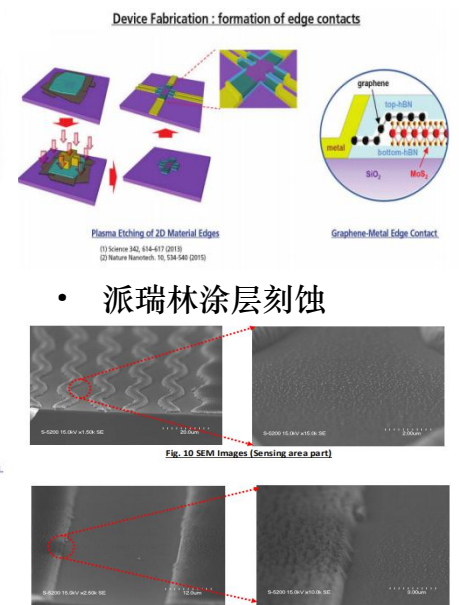 Device Fabrication : formation of edge contacts
graphene
top-hBN
metal
bottom-hBN
SiO2
MoS2
Plasma Etching of 2D Material Edges
Graphene-Metal Edge Contact
(1) Science 342, 614–617 (2013)
(2) Nature Nanotech. 10, 534-540 (2015)
• 派瑞林涂层刻蚀
S-5200 15.0kV x1.50k SE
20.0um
S-5200 15.0kV x15.0k SE
2.00um
Fig. 10 SEM Images (Sensing area part)
S-5200 15.0kV x2.50k SE
12.0um
S-5200 15.0kV x10.0k SE
3.00um